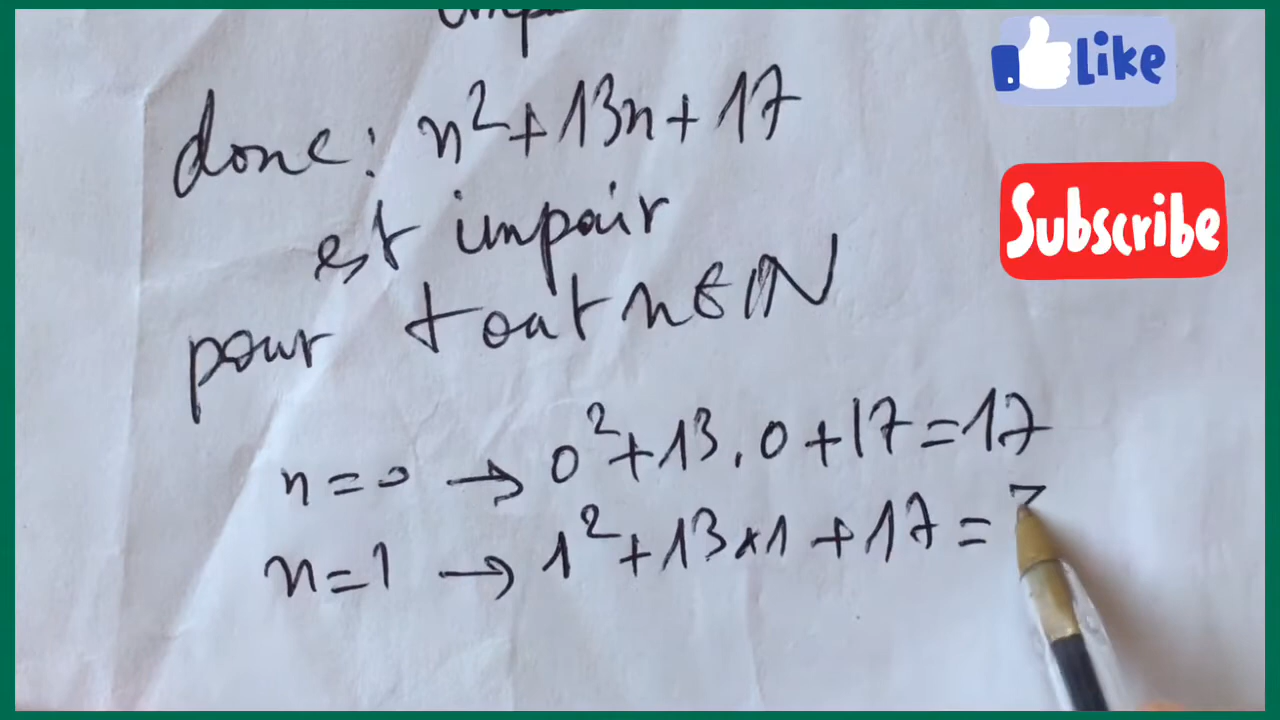 donc: n² + 13n + 17
est impair
pour tout n ∈ ℕ
n = 0 → 0² + 13 . 0 + 17 = 17
n = 1 → 1² + 13 × 1 + 17 =
Like
Subscribe